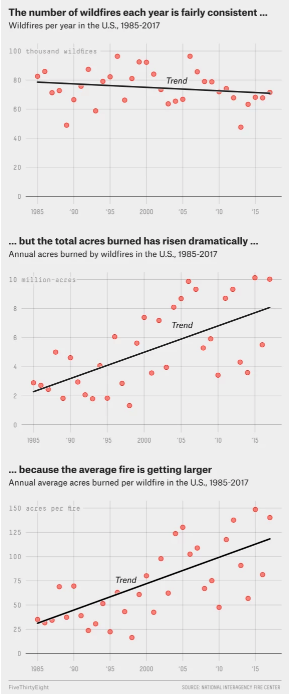 The number of wildfires each year is fairly consistent ...
Wildfires per year in the U.S., 1985-2017
100 thousand wildfires
80
60
40
20
0
Trend
1985 '90 '95 2000 '05 '10 '15
... but the total acres burned has risen dramatically ...
Annual acres burned by wildfires in the U.S., 1985-2017
10 million acres
8
6
4
2
0
Trend
1985 '90 '95 2000 '05 '10 '15
... because the average fire is getting larger
Annual average acres burned per wildfire in the U.S., 1985-2017
150 acres per fire
125
100
75
50
25
0
Trend
1985 '90 '95 2000 '05 '10 '15
FiveThirtyEight SOURCE: NATIONAL INTERAGENCY FIRE CENTER